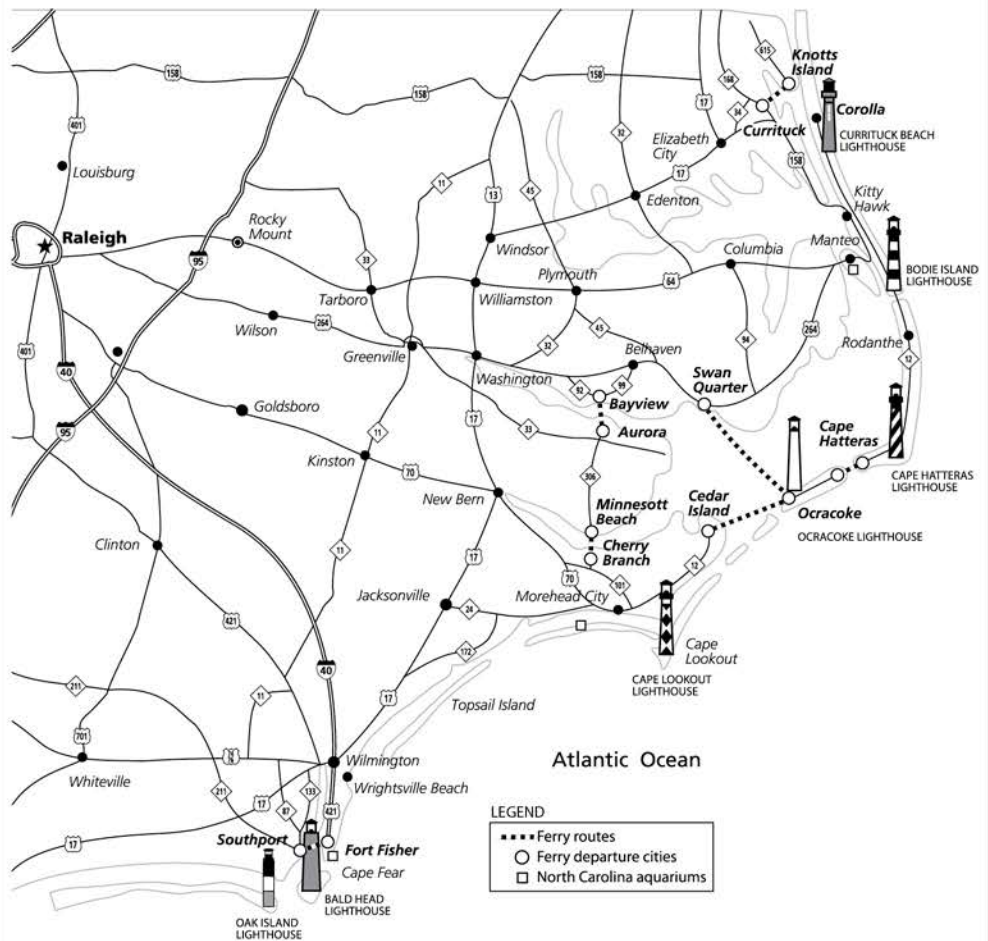 158
615
Knotts
Island
401
158
168
158
17
34
Corolla
Currituck
CURRITUCK BEACH
LIGHTHOUSE
32
Elizabeth
City
Louisburg
11
45
17
158
13
Edenton
Kitty
Hawk
Rocky
Mount
Raleigh
95
33
Windsor
Columbia
Manteo
40
Plymouth
64
BODIE ISLAND
LIGHTHOUSE
Tarboro
Williamston
401
264
Wilson
45
94
264
Rodanthe
Greenville
32
Belhaven
12
40
Washington
92
99
Swan
Quarter
Bayview
Goldsboro
17
Aurora
Cape
Hatteras
95
11
33
Kinston
70
306
CAPE HATTERAS
LIGHTHOUSE
New Bern
Minnesott
Beach
Cedar
Island
Ocracoke
OCRACOKE LIGHTHOUSE
Clinton
11
17
Cherry
Branch
12
70
101
Jacksonville
24
Morehead City
421
172
Cape
Lookout
40
CAPE LOOKOUT
LIGHTHOUSE
211
11
17
Topsail Island
701
Wilmington
Atlantic Ocean
Whiteville
Wrightsville Beach
211
133
17
87
421
LEGEND
Ferry routes
Ferry departure cities
North Carolina aquariums
17
Southport
Fort Fisher
Cape Fear
BALD HEAD
LIGHTHOUSE
OAK ISLAND
LIGHTHOUSE